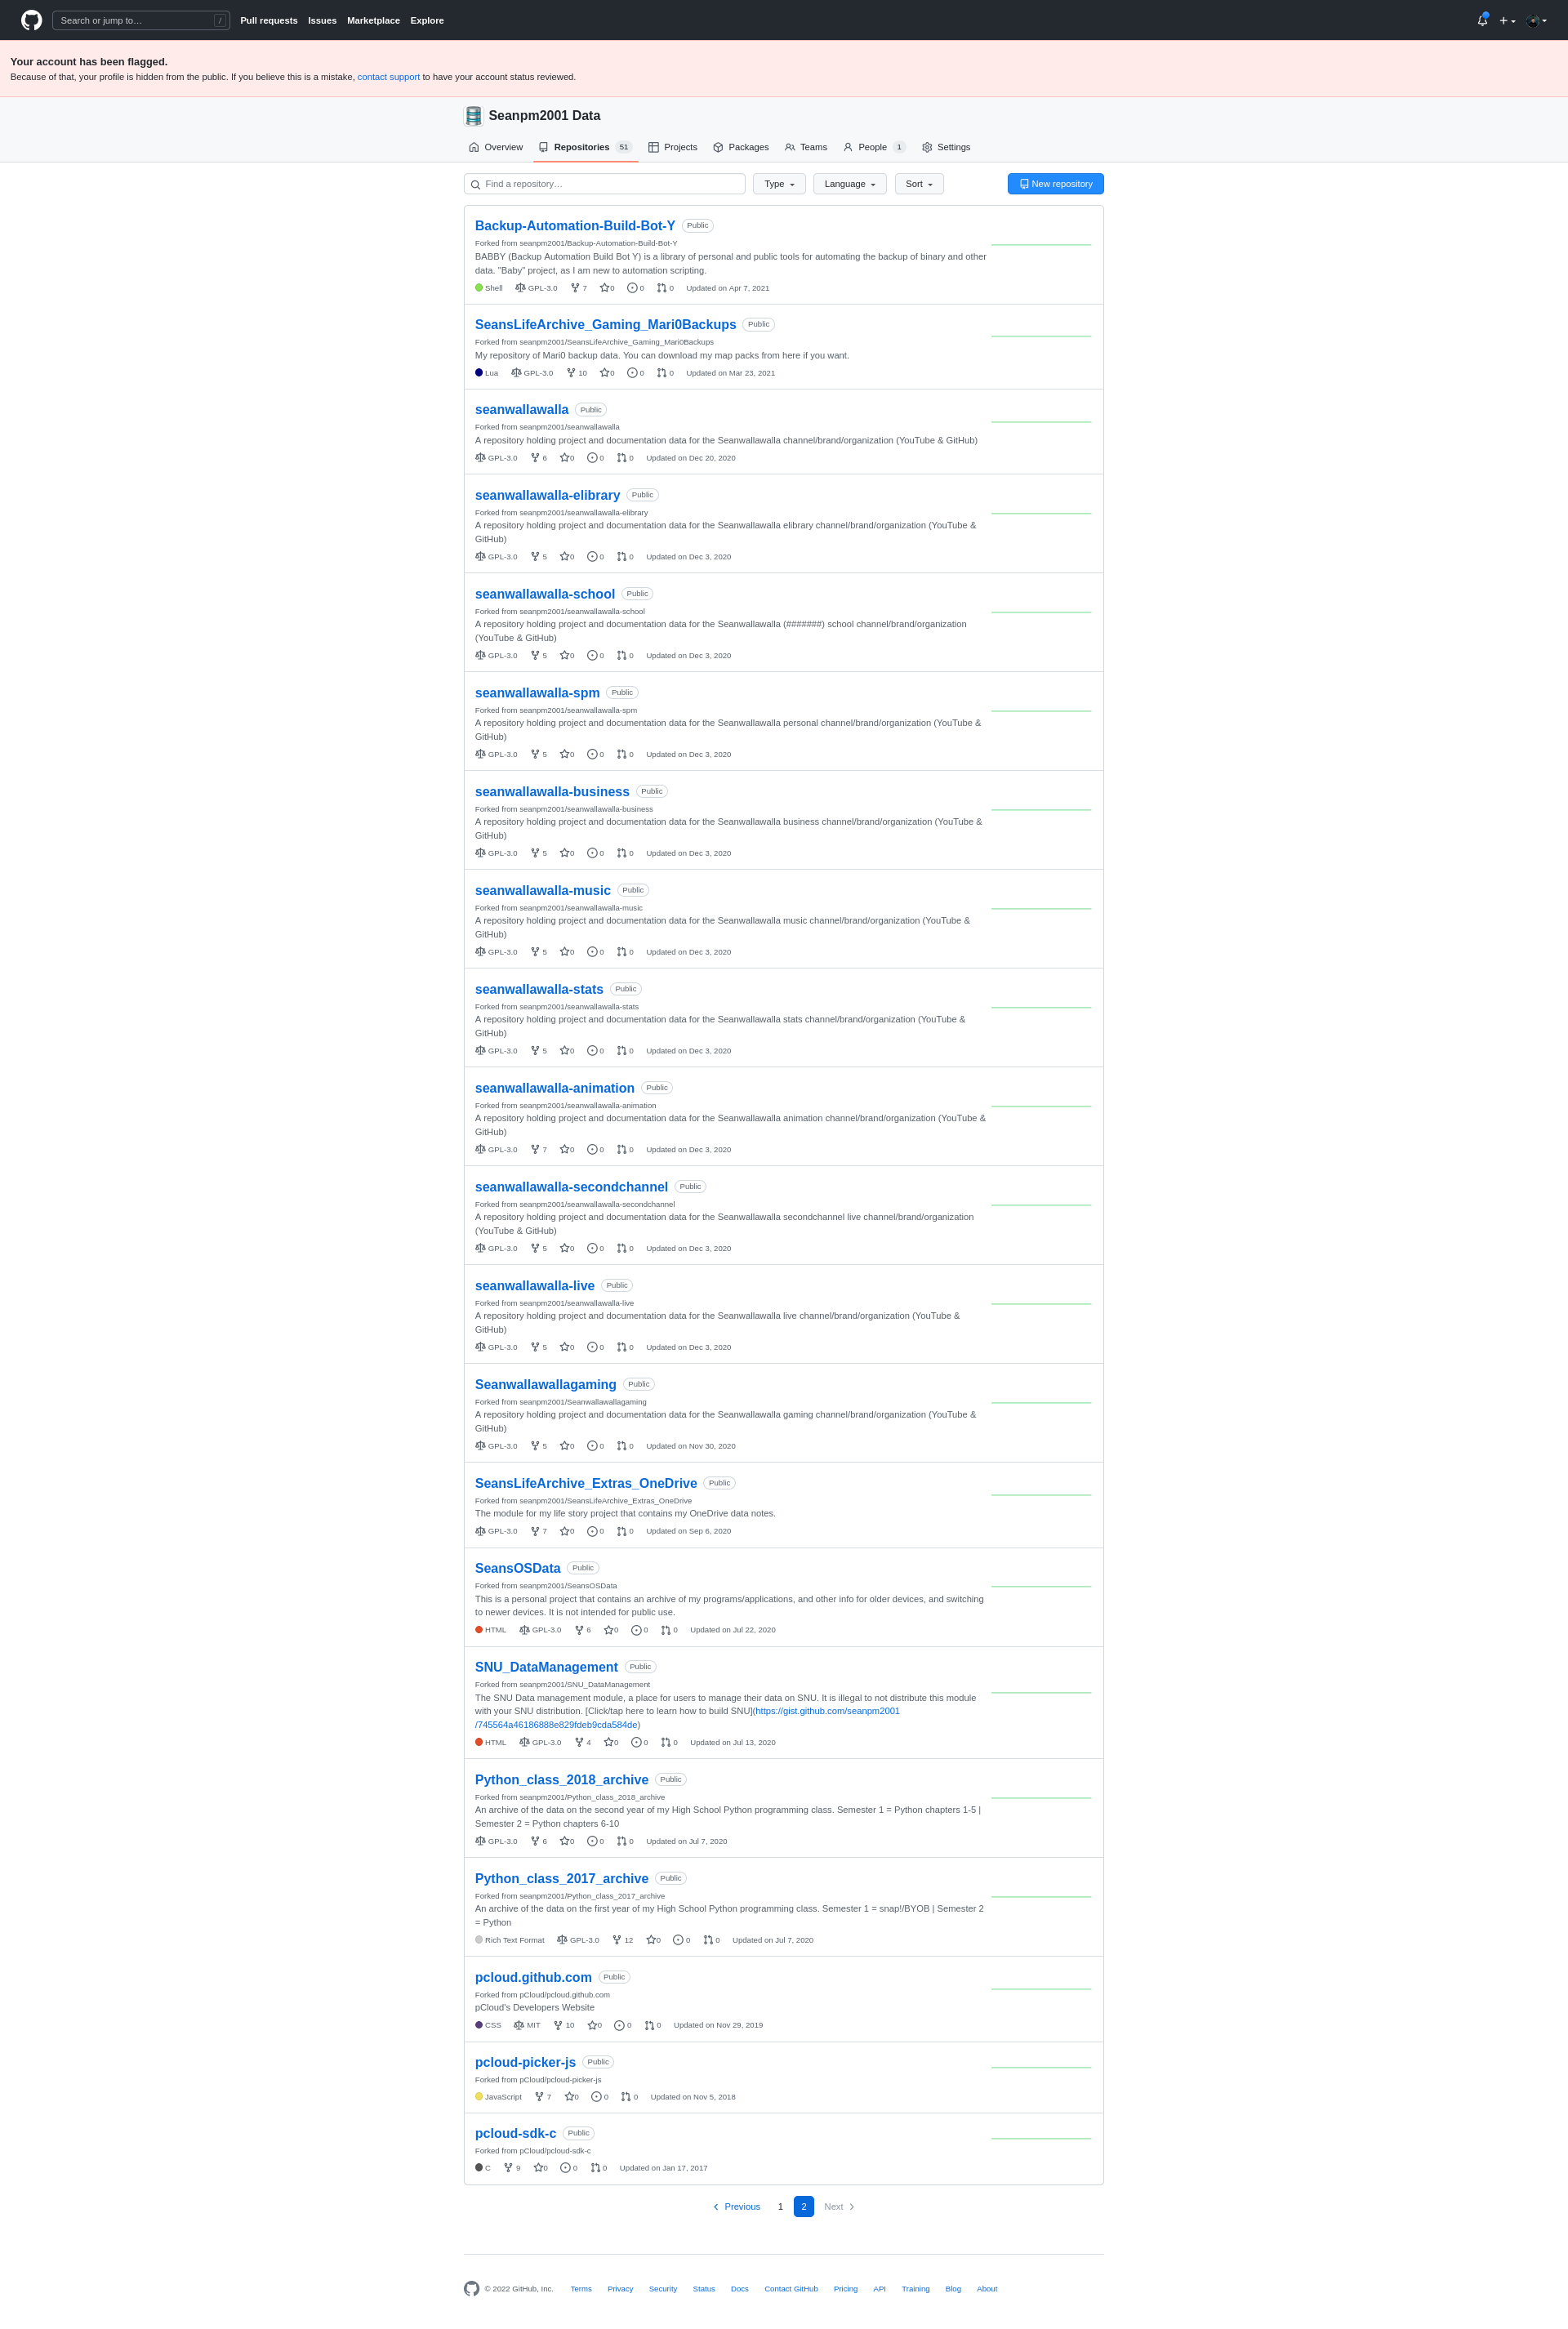 Search or jump to… /
Pull requests Issues Marketplace Explore
Your account has been flagged.
Because of that, your profile is hidden from the public. If you believe this is a mistake, contact support to have your account status reviewed.
Seanpm2001 Data
Overview Repositories 51 Projects Packages Teams People 1 Settings
Find a repository… Type Language Sort New repository
Backup-Automation-Build-Bot-Y Public
Forked from seanpm2001/Backup-Automation-Build-Bot-Y
BABBY (Backup Automation Build Bot Y) is a library of personal and public tools for automating the backup of binary and other
data. "Baby" project, as I am new to automation scripting.
Shell GPL-3.0 7 0 0 0 Updated on Apr 7, 2021
SeansLifeArchive_Gaming_Mari0Backups Public
Forked from seanpm2001/SeansLifeArchive_Gaming_Mari0Backups
My repository of Mari0 backup data. You can download my map packs from here if you want.
Lua GPL-3.0 10 0 0 0 Updated on Mar 23, 2021
seanwallawalla Public
Forked from seanpm2001/seanwallawalla
A repository holding project and documentation data for the Seanwallawalla channel/brand/organization (YouTube & GitHub)
GPL-3.0 6 0 0 0 Updated on Dec 20, 2020
seanwallawalla-elibrary Public
Forked from seanpm2001/seanwallawalla-elibrary
A repository holding project and documentation data for the Seanwallawalla elibrary channel/brand/organization (YouTube &
GitHub)
GPL-3.0 5 0 0 0 Updated on Dec 3, 2020
seanwallawalla-school Public
Forked from seanpm2001/seanwallawalla-school
A repository holding project and documentation data for the Seanwallawalla (#######) school channel/brand/organization
(YouTube & GitHub)
GPL-3.0 5 0 0 0 Updated on Dec 3, 2020
seanwallawalla-spm Public
Forked from seanpm2001/seanwallawalla-spm
A repository holding project and documentation data for the Seanwallawalla personal channel/brand/organization (YouTube &
GitHub)
GPL-3.0 5 0 0 0 Updated on Dec 3, 2020
seanwallawalla-business Public
Forked from seanpm2001/seanwallawalla-business
A repository holding project and documentation data for the Seanwallawalla business channel/brand/organization (YouTube &
GitHub)
GPL-3.0 5 0 0 0 Updated on Dec 3, 2020
seanwallawalla-music Public
Forked from seanpm2001/seanwallawalla-music
A repository holding project and documentation data for the Seanwallawalla music channel/brand/organization (YouTube &
GitHub)
GPL-3.0 5 0 0 0 Updated on Dec 3, 2020
seanwallawalla-stats Public
Forked from seanpm2001/seanwallawalla-stats
A repository holding project and documentation data for the Seanwallawalla stats channel/brand/organization (YouTube &
GitHub)
GPL-3.0 5 0 0 0 Updated on Dec 3, 2020
seanwallawalla-animation Public
Forked from seanpm2001/seanwallawalla-animation
A repository holding project and documentation data for the Seanwallawalla animation channel/brand/organization (YouTube &
GitHub)
GPL-3.0 7 0 0 0 Updated on Dec 3, 2020
seanwallawalla-secondchannel Public
Forked from seanpm2001/seanwallawalla-secondchannel
A repository holding project and documentation data for the Seanwallawalla secondchannel live channel/brand/organization
(YouTube & GitHub)
GPL-3.0 5 0 0 0 Updated on Dec 3, 2020
seanwallawalla-live Public
Forked from seanpm2001/seanwallawalla-live
A repository holding project and documentation data for the Seanwallawalla live channel/brand/organization (YouTube &
GitHub)
GPL-3.0 5 0 0 0 Updated on Dec 3, 2020
Seanwallawallagaming Public
Forked from seanpm2001/Seanwallawallagaming
A repository holding project and documentation data for the Seanwallawalla gaming channel/brand/organization (YouTube &
GitHub)
GPL-3.0 5 0 0 0 Updated on Nov 30, 2020
SeansLifeArchive_Extras_OneDrive Public
Forked from seanpm2001/SeansLifeArchive_Extras_OneDrive
The module for my life story project that contains my OneDrive data notes.
GPL-3.0 7 0 0 0 Updated on Sep 6, 2020
SeansOSData Public
Forked from seanpm2001/SeansOSData
This is a personal project that contains an archive of my programs/applications, and other info for older devices, and switching
to newer devices. It is not intended for public use.
HTML GPL-3.0 6 0 0 0 Updated on Jul 22, 2020
SNU_DataManagement Public
Forked from seanpm2001/SNU_DataManagement
The SNU Data management module, a place for users to manage their data on SNU. It is illegal to not distribute this module
with your SNU distribution. [Click/tap here to learn how to build SNU](https://gist.github.com/seanpm2001
/745564a46186888e829fdeb9cda584de)
HTML GPL-3.0 4 0 0 0 Updated on Jul 13, 2020
Python_class_2018_archive Public
Forked from seanpm2001/Python_class_2018_archive
An archive of the data on the second year of my High School Python programming class. Semester 1 = Python chapters 1-5 |
Semester 2 = Python chapters 6-10
GPL-3.0 6 0 0 0 Updated on Jul 7, 2020
Python_class_2017_archive Public
Forked from seanpm2001/Python_class_2017_archive
An archive of the data on the first year of my High School Python programming class. Semester 1 = snap!/BYOB | Semester 2
= Python
Rich Text Format GPL-3.0 12 0 0 0 Updated on Jul 7, 2020
pcloud.github.com Public
Forked from pCloud/pcloud.github.com
pCloud's Developers Website
CSS MIT 10 0 0 0 Updated on Nov 29, 2019
pcloud-picker-js Public
Forked from pCloud/pcloud-picker-js
JavaScript 7 0 0 0 Updated on Nov 5, 2018
pcloud-sdk-c Public
Forked from pCloud/pcloud-sdk-c
C 9 0 0 0 Updated on Jan 17, 2017
Previous 1 2 Next
© 2022 GitHub, Inc. Terms Privacy Security Status Docs Contact GitHub Pricing API Training Blog About